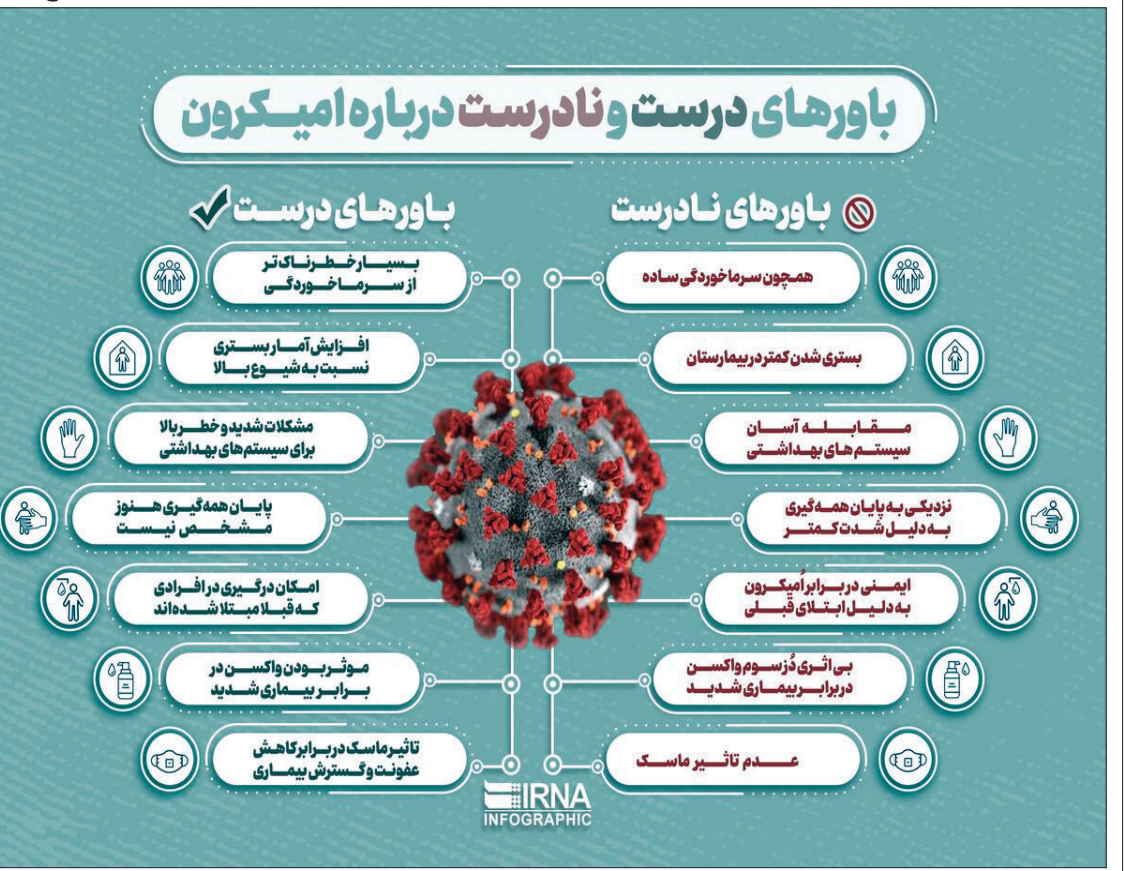 باورهای درست و نادرست درباره امیکرون
باورهای نادرست
همچون سرماخوردگی ساده
بستری شدن کمتر در بیمارستان
مقابله آسان
سیستم های بهداشتی
نزدیکی به پایان همه‌گیری
به دلیل شدت کمتر
ایمنی در برابر اُمیکرون
به دلیل ابتلای قبلی
بی اثری دُز سوم واکسن
در برابر بیماری شدید
عدم تاثیر ماسک
باورهای درست
بسیار خطرناک‌تر
از سرماخوردگی
افزایش آمار بستری
نسبت به شیوع بالا
مشکلات شدید و خطر بالا
برای سیستم‌های بهداشتی
پایان همه‌گیری هنوز
مشخص نیست
امکان درگیری در افرادی
که قبلا مبتلا شده‌اند
موثر بودن واکسن در
برابر بیماری شدید
تاثیر ماسک در برابر کاهش
عفونت و گسترش بیماری
IRNA
INFOGRAPHIC